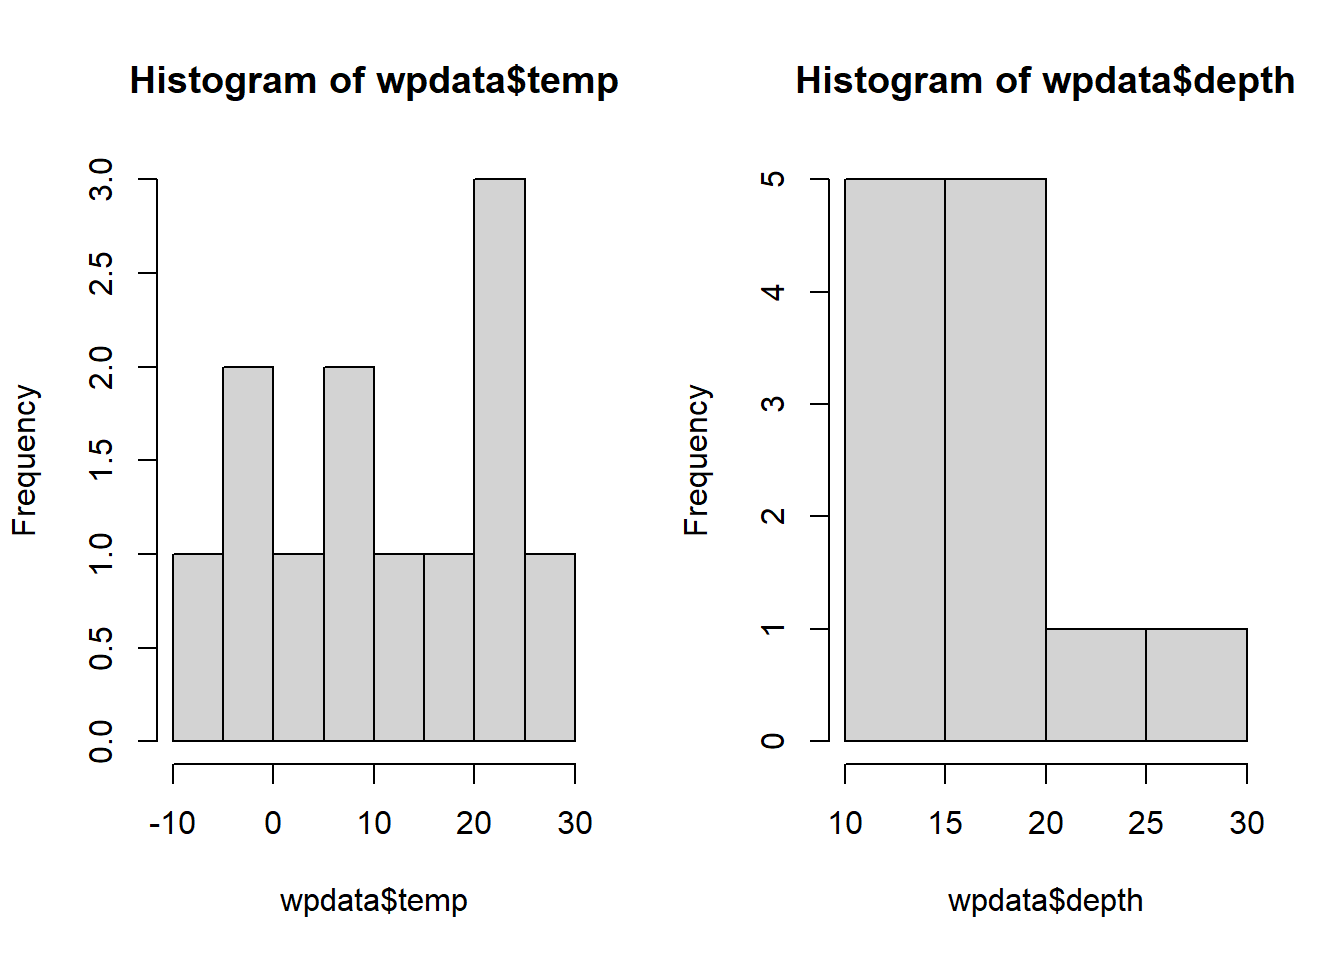 Histogram of wpdata$temp
Frequency
3.0
2.5
2.0
1.5
1.0
0.5
0.0
-10 0 10 20 30
wpdata$temp
Histogram of wpdata$depth
Frequency
5
4
3
2
1
0
10 15 20 25 30
wpdata$depth